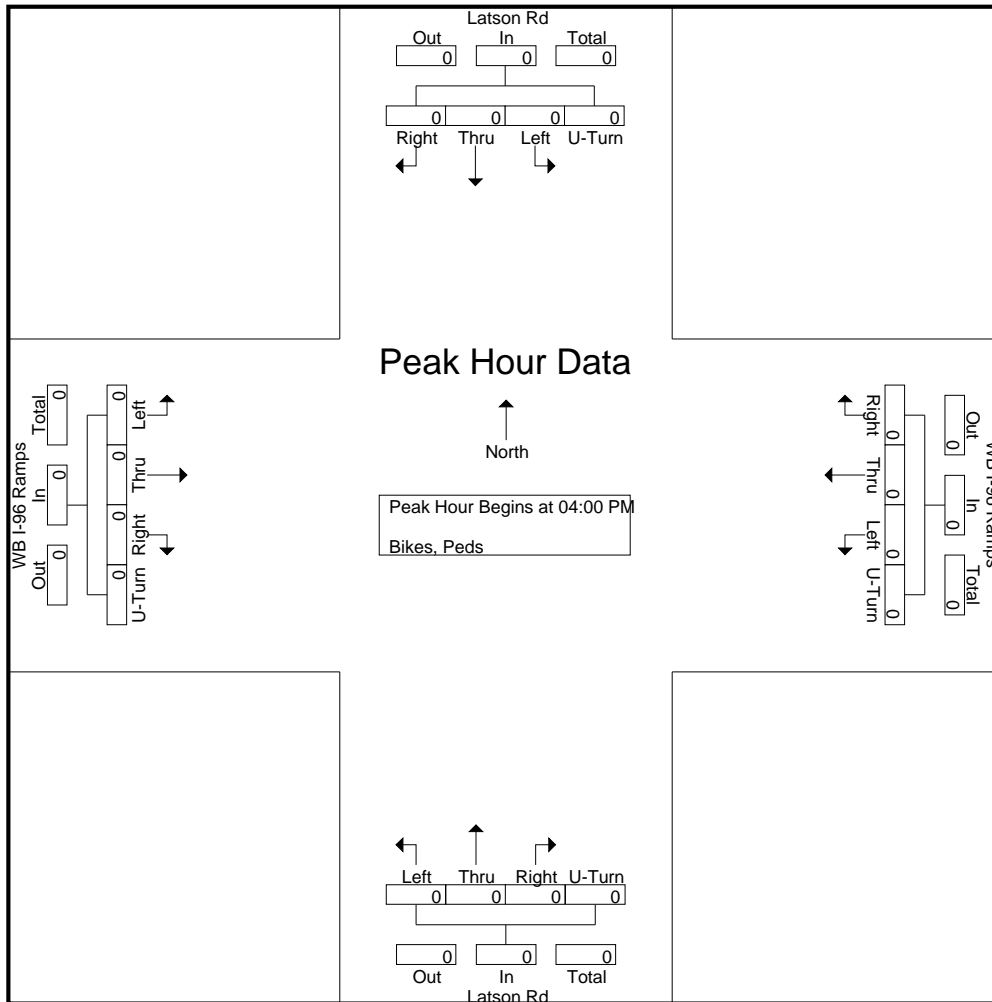 Latson Rd
Out In Total
0 0 0
0 0 0 0
Right Thru Left U-Turn
Peak Hour Data
North
Peak Hour Begins at 04:00 PM
Bikes, Peds
WB I-96 Ramps
Total In Out
0 0 0
0 0 0 0
Left Thru Right U-Turn
WB I-96 Ramps
Out In Total
0 0 0
0 0 0 0
Right Thru Left U-Turn
Left Thru Right U-Turn
0 0 0 0
0 0 0
Out In Total
Latson Rd